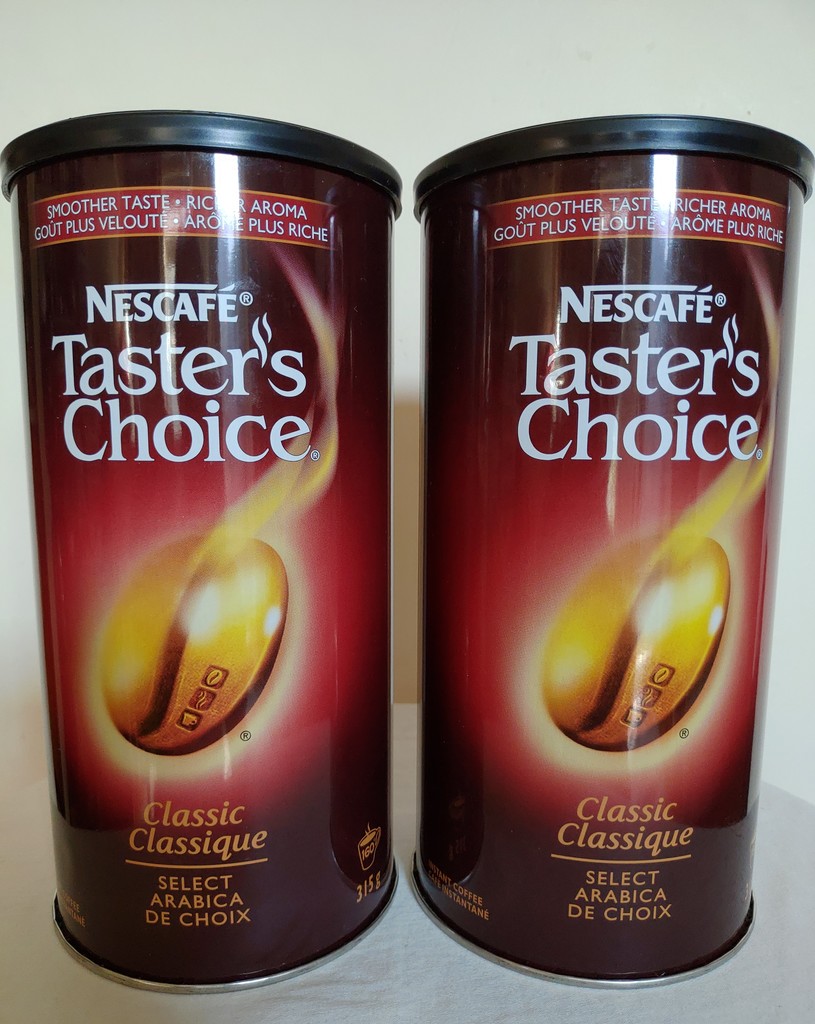 SMOOTHER TASTE • RICHER AROMA
GOÛT PLUS VELOUTÉ • ARÔME PLUS RICHE
NESCAFÉ®
Taster's
Choice®
®
Classic
Classique
SELECT
ARABICA
DE CHOIX
160
315 g
SMOOTHER TASTE RICHER AROMA
GOÛT PLUS VELOUTÉ • ARÔME PLUS RICHE
NESCAFÉ®
Taster's
Choice®
®
Classic
Classique
SELECT
ARABICA
DE CHOIX
INSTANT COFFEE
CAFÉ INSTANTANÉ